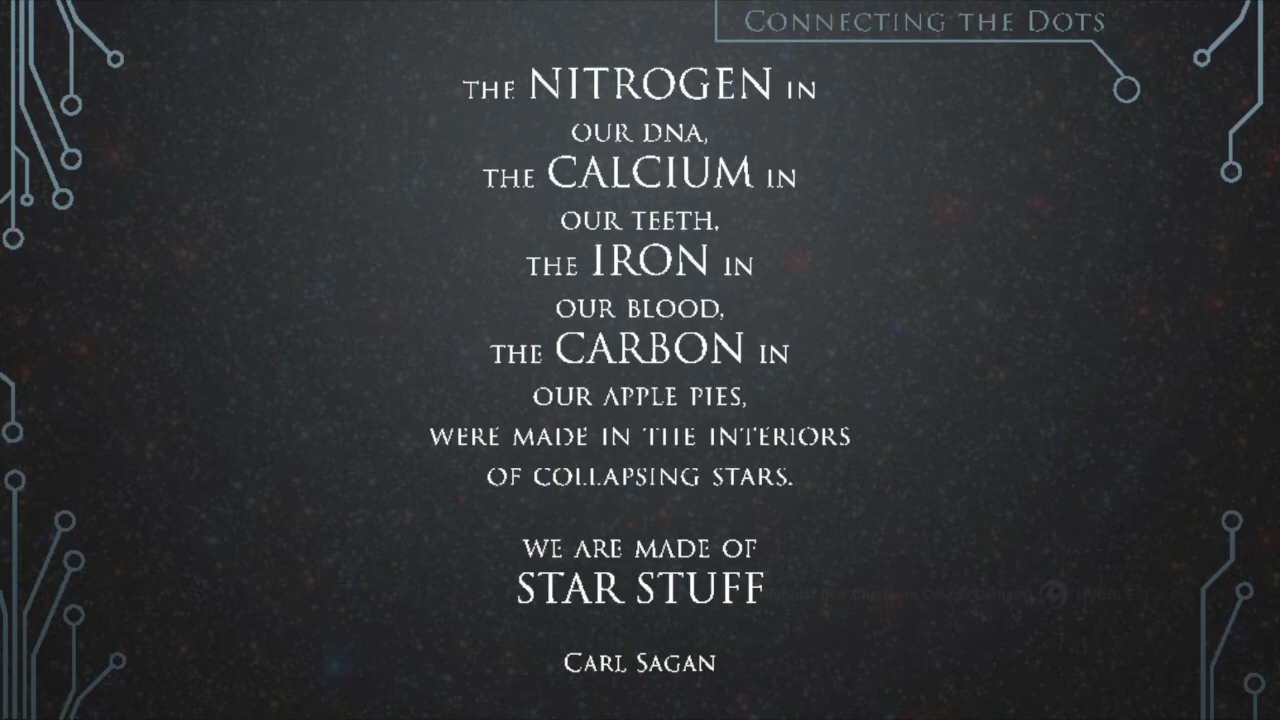 Connecting the Dots
THE NITROGEN IN
OUR DNA,
THE CALCIUM IN
OUR TEETH,
THE IRON IN
OUR BLOOD,
THE CARBON IN
OUR APPLE PIES,
WERE MADE IN THE INTERIORS
OF COLLAPSING STARS.
WE ARE MADE OF
STAR STUFF
Carl Sagan